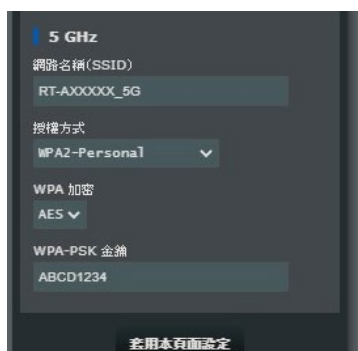 5 GHz
網路名稱(SSID)
RT-AXXXXX_5G
授權方式
WPA2-Personal
WPA 加密
AES
WPA-PSK 金鑰
ABCD1234
套用本頁面設定